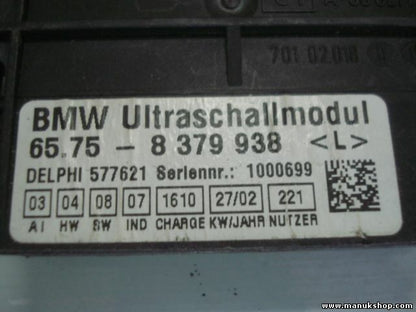 701 02.018
BMW Ultraschallmodul
65.75 - 8 379 938 <L>
DELPHI 577621 Seriennr.: 1000699
03 04 08 07 1610 27/02 221
AI HW SW IND CHARGE KW/JAHR NUTZER
www.manukshop.com